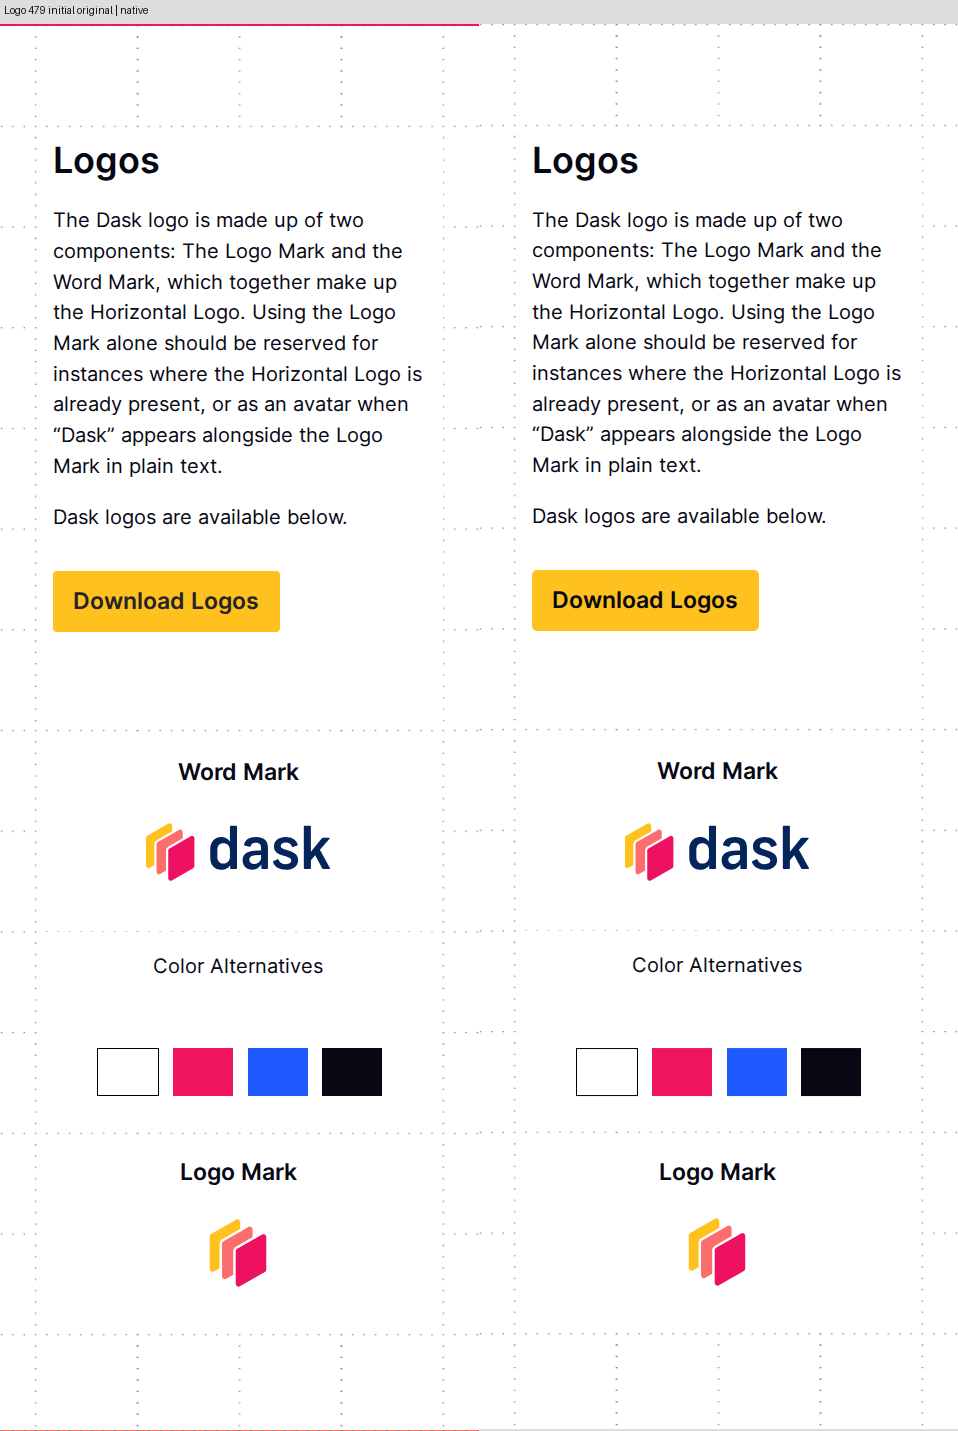 Logo 479 initial original | native
Logos
The Dask logo is made up of two
components: The Logo Mark and the
Word Mark, which together make up
the Horizontal Logo. Using the Logo
Mark alone should be reserved for
instances where the Horizontal Logo is
already present, or as an avatar when
“Dask” appears alongside the Logo
Mark in plain text.
Dask logos are available below.
Download Logos
Word Mark
dask
Color Alternatives
Logo Mark
Logos
The Dask logo is made up of two
components: The Logo Mark and the
Word Mark, which together make up
the Horizontal Logo. Using the Logo
Mark alone should be reserved for
instances where the Horizontal Logo is
already present, or as an avatar when
“Dask” appears alongside the Logo
Mark in plain text.
Dask logos are available below.
Download Logos
Word Mark
dask
Color Alternatives
Logo Mark